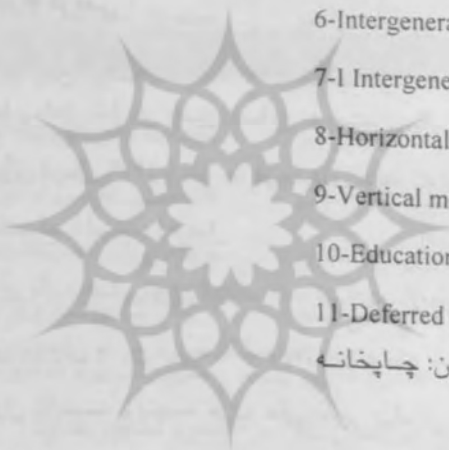 6-Intergenera
7-I Intergene
8-Horizontal
9-Vertical m
10-Education
11-Deferred
ن: چاپخانه